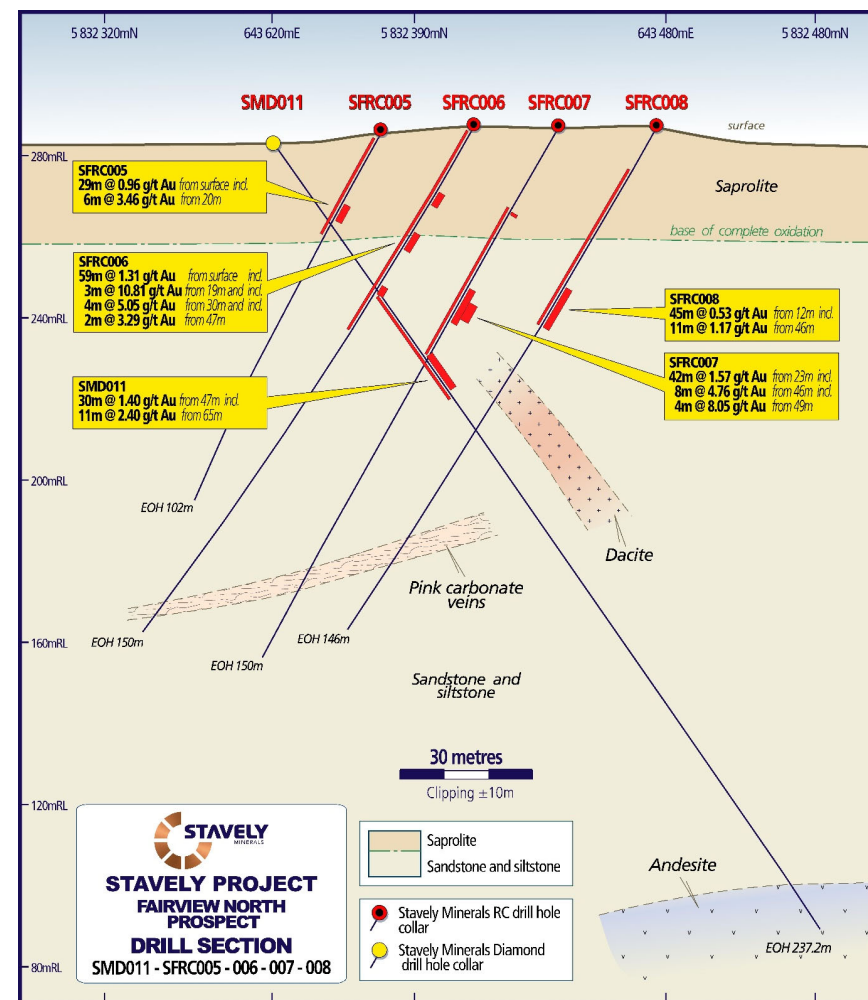 5 832 320mN
643 620mE
5 832 390mN
643 480mE
5 832 480mN
SMD011
SFRC005
SFRC006
SFRC007
SFRC008
surface
280mRL
SFRC005
29m @ 0.96 g/t Au from surface incl.
6m @ 3.46 g/t Au from 20m
Saprolite
base of complete oxidation
SFRC006
59m @ 1.31 g/t Au from surface incl.
3m @ 10.81 g/t Au from 19m and incl.
4m @ 5.05 g/t Au from 30m and incl.
2m @ 3.29 g/t Au from 47m
SFRC008
45m @ 0.53 g/t Au from 12m incl.
11m @ 1.17 g/t Au from 46m
240mRL
SFRC007
42m @ 1.57 g/t Au from 23m incl.
8m @ 4.76 g/t Au from 46m incl.
4m @ 8.05 g/t Au from 49m
SMD011
30m @ 1.40 g/t Au from 47m incl.
11m @ 2.40 g/t Au from 65m
200mRL
EOH 102m
Dacite
Pink carbonate
veins
EOH 150m
EOH 146m
160mRL
EOH 150m
Sandstone and
siltstone
30 metres
Clipping ±10m
120mRL
STAVELY
MINERALS
STAVELY PROJECT
FAIRVIEW NORTH
PROSPECT
DRILL SECTION
SMD011 - SFRC005 - 006 - 007 - 008
Saprolite
Sandstone and siltstone
Stavely Minerals RC drill hole
collar
Stavely Minerals Diamond
drill hole collar
Andesite
EOH 237.2m
80mRL